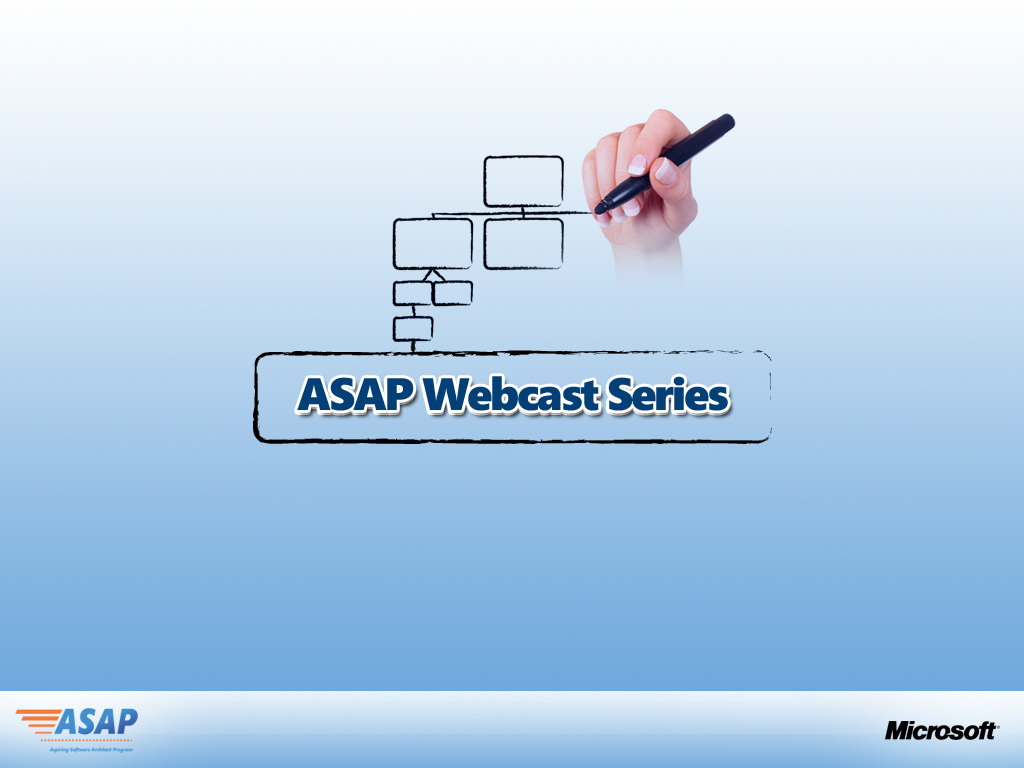 ASAP Webcast Series
ASAP
Aspiring Software Architect Program
Microsoft®